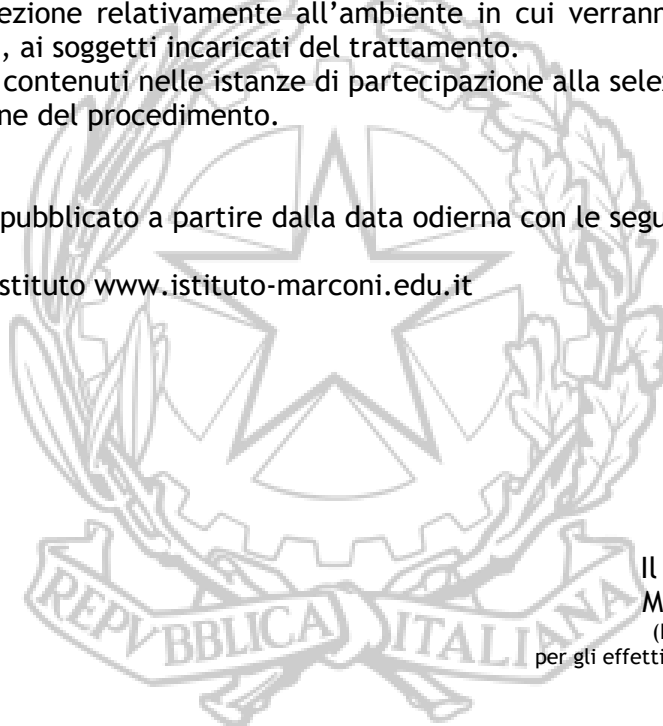 ezione relativamente all’ambiente in cui verrann
, ai soggetti incaricati del trattamento.
contenuti nelle istanze di partecipazione alla selez
ne del procedimento.
pubblicato a partire dalla data odierna con le segu
stituto www.istituto-marconi.edu.it
Il
M
per gli effetti
REPVBBLICA ITALIANA